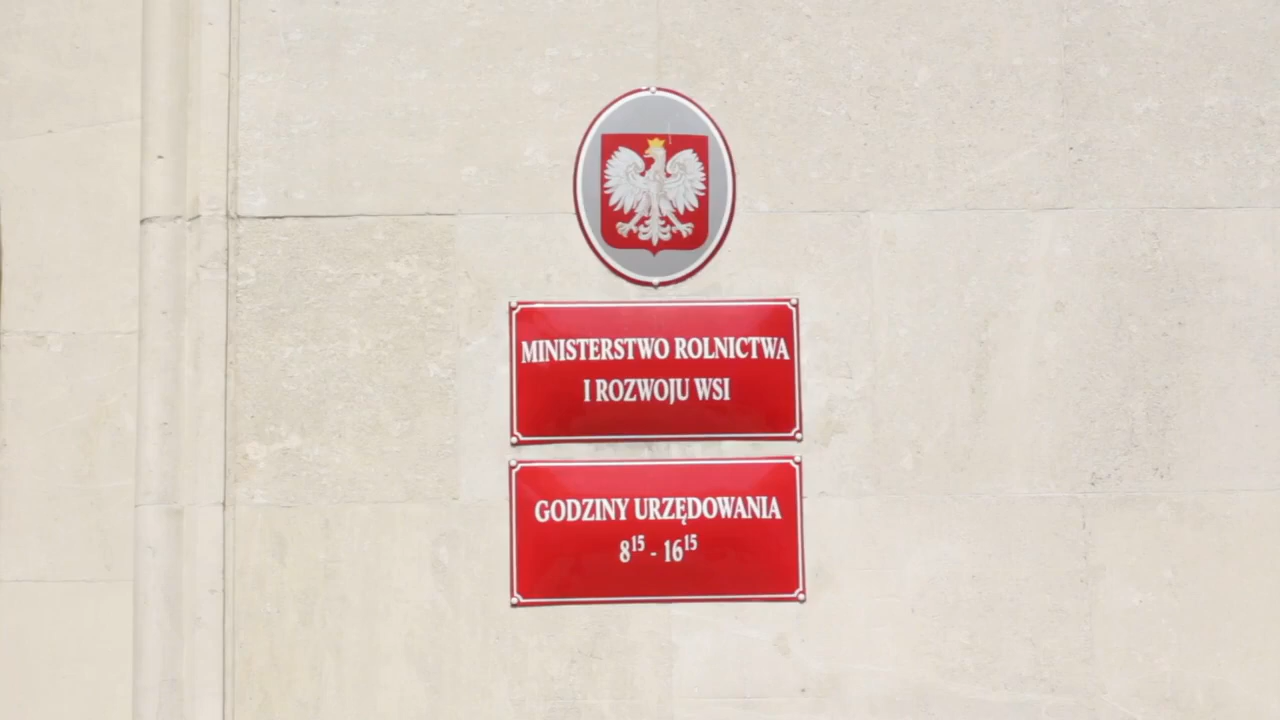 MINISTERSTWO ROLNICTWA
I ROZWOJU WSI
GODZINY URZĘDOWANIA
8¹⁵ - 16¹⁵